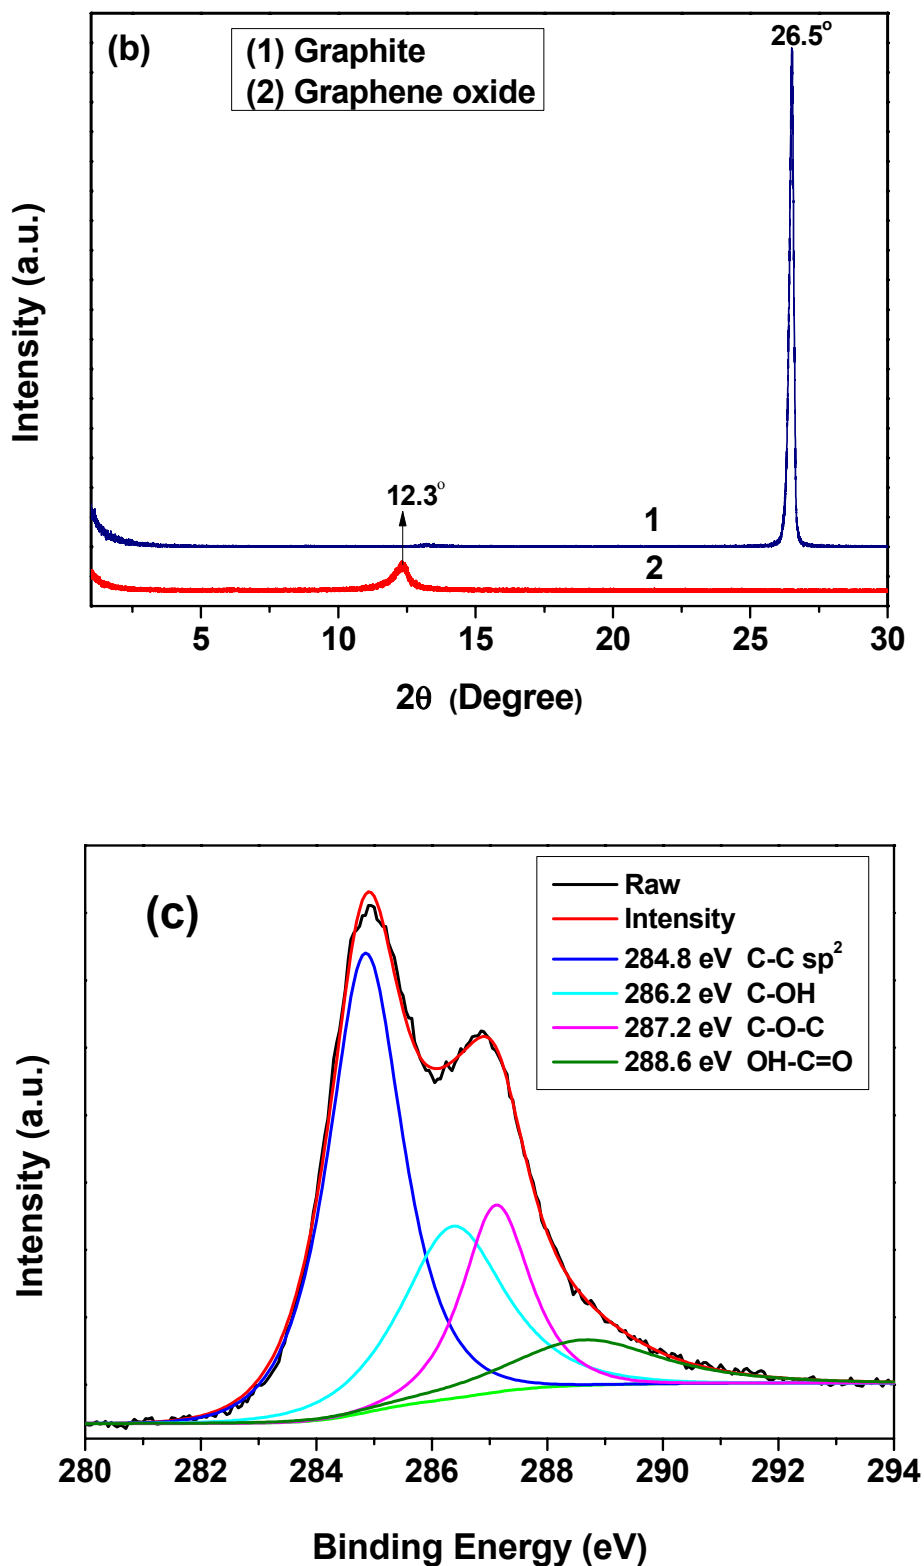 (b)
(1) Graphite
(2) Graphene oxide
26.5°
12.3°
1
2
Intensity (a.u.)
5 10 15 20 25 30
2θ (Degree)
(c)
Raw
Intensity
284.8 eV C-C sp²
286.2 eV C-OH
287.2 eV C-O-C
288.6 eV OH-C=O
Intensity (a.u.)
280 282 284 286 288 290 292 294
Binding Energy (eV)